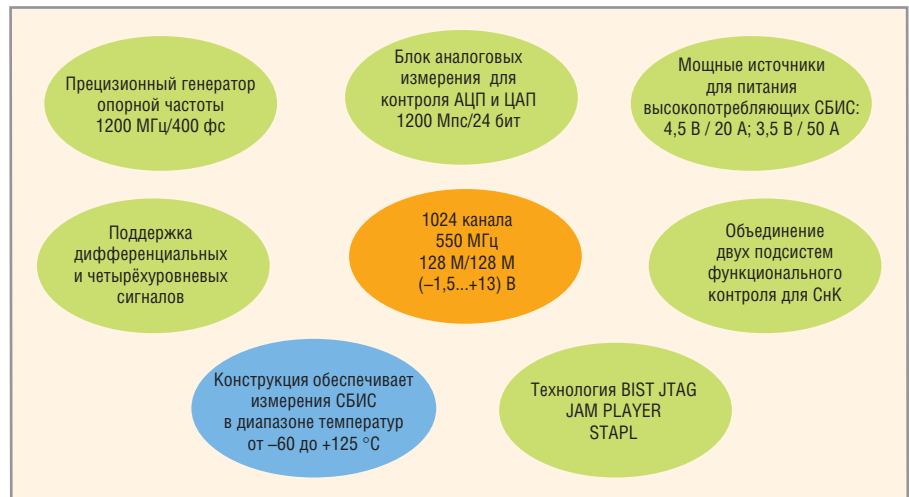 Прецизионный генератор
опорной частоты
1200 МГц/400 фс
Блок аналоговых
измерения для
контроля АЦП и ЦАП
1200 Мпс/24 бит
Мощные источники
для питания
высокопотребляющих СБИС:
4,5 В / 20 А; 3,5 В / 50 А
Поддержка
дифференциальных
и четырёхуровневых
сигналов
1024 канала
550 МГц
128 М/128 М
(–1,5...+13) В
Объединение
двух подсистем
функционального
контроля для СнК
Конструкция обеспечивает
измерения СБИС
в диапазоне температур
от –60 до +125 °С
Технология BIST JTAG
JAM PLAYER
STAPL